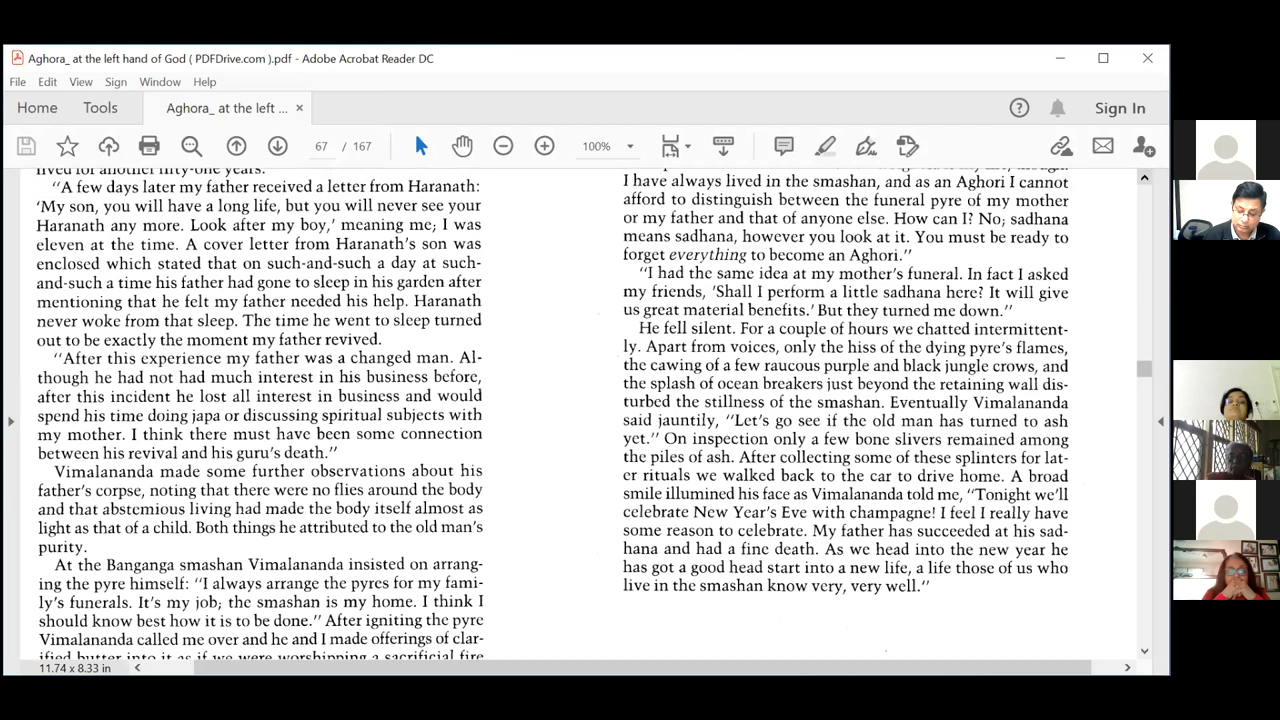 Aghora_ at the left hand of God ( PDFDrive.com ).pdf - Adobe Acrobat Reader DC
File Edit View Sign Window Help
Home Tools Aghora_ at the left ... × Sign In
67 / 167 100%
lived for another fifty-one years.
"A few days later my father received a letter from Haranath:
'My son, you will have a long life, but you will never see your
Haranath any more. Look after my boy,' meaning me; I was
eleven at the time. A cover letter from Haranath's son was
enclosed which stated that on such-and-such a day at such-
and-such a time his father had gone to sleep in his garden after
mentioning that he felt my father needed his help. Haranath
never woke from that sleep. The time he went to sleep turned
out to be exactly the moment my father revived.
"After this experience my father was a changed man. Al-
though he had not had much interest in his business before,
after this incident he lost all interest in business and would
spend his time doing japa or discussing spiritual subjects with
my mother. I think there must have been some connection
between his revival and his guru's death."
Vimalananda made some further observations about his
father's corpse, noting that there were no flies around the body
and that abstemious living had made the body itself almost as
light as that of a child. Both things he attributed to the old man's
purity.
At the Banganga smashan Vimalananda insisted on arrang-
ing the pyre himself: "I always arrange the pyres for my fami-
ly's funerals. It's my job; the smashan is my home. I think I
should know best how it is to be done." After igniting the pyre
Vimalananda called me over and he and I made offerings of clar-
ified butter into it as if we were worshipping a sacrificial fire
I have always lived in the smashan, and as an Aghori I cannot
afford to distinguish between the funeral pyre of my mother
or my father and that of anyone else. How can I? No; sadhana
means sadhana, however you look at it. You must be ready to
forget everything to become an Aghori."
"I had the same idea at my mother's funeral. In fact I asked
my friends, 'Shall I perform a little sadhana here? It will give
us great material benefits.' But they turned me down."
He fell silent. For a couple of hours we chatted intermittent-
ly. Apart from voices, only the hiss of the dying pyre's flames,
the cawing of a few raucous purple and black jungle crows, and
the splash of ocean breakers just beyond the retaining wall dis-
turbed the stillness of the smashan. Eventually Vimalananda
said jauntily, "Let's go see if the old man has turned to ash
yet." On inspection only a few bone slivers remained among
the piles of ash. After collecting some of these splinters for lat-
er rituals we walked back to the car to drive home. A broad
smile illumined his face as Vimalananda told me, "Tonight we'll
celebrate New Year's Eve with champagne! I feel I really have
some reason to celebrate. My father has succeeded at his sad-
hana and had a fine death. As we head into the new year he
has got a good head start into a new life, a life those of us who
live in the smashan know very, very well."
11.74 x 8.33 in